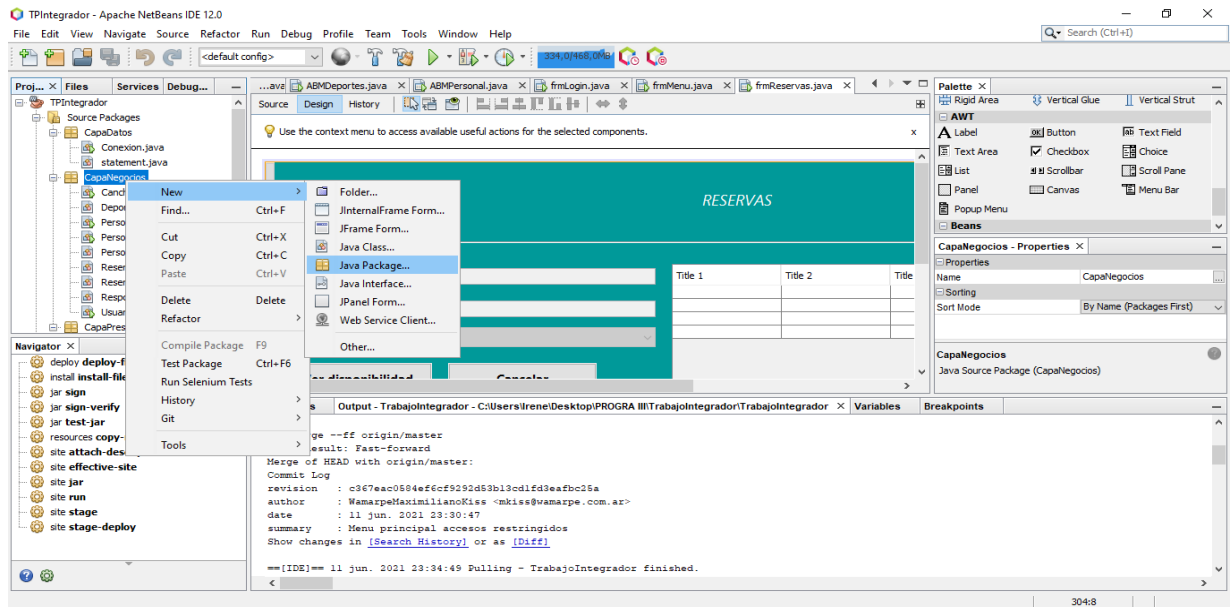 TPIntegrador - Apache NetBeans IDE 12.0
File Edit View Navigate Source Refactor Run Debug Profile Team Tools Window Help
Search (Ctrl+I)
<default config>
334,0/468,0MB
Proj... Files Services Debug...
TPIntegrador
Source Packages
CapaDatos
Conexion.java
statement.java
CapaNegocios
Canch
Depor
Perso
Perso
Perso
Reser
Reser
Respo
Usuar
CapaPres
New
Find... Ctrl+F
Cut Ctrl+X
Copy Ctrl+C
Paste Ctrl+V
Delete Delete
Refactor
Compile Package F9
Test Package Ctrl+F6
Run Selenium Tests
History
Git
Tools
Folder...
JInternalFrame Form...
JFrame Form...
Java Class...
Java Package...
Java Interface...
JPanel Form...
Web Service Client...
Other...
...ava ABMDeportes.java ABMPersonal.java frmLogin.java frmMenu.java frmReservas.java
Source Design History
Use the context menu to access available useful actions for the selected components.
x
RESERVAS
Title 1 Title 2 Title
Cancelar
Palette
Rigid Area Vertical Glue Vertical Strut
AWT
Label Button Text Field
Text Area Checkbox Choice
List Scrollbar Scroll Pane
Panel Canvas Menu Bar
Popup Menu
Beans
CapaNegocios - Properties
Properties
Name CapaNegocios ...
Sorting
Sort Mode By Name (Packages First)
CapaNegocios
Java Source Package (CapaNegocios)
Navigator
deploy deploy-f
install install-file
jar sign
jar sign-verify
jar test-jar
resources copy-
site attach-des
site effective-site
site jar
site run
site stage
site stage-deploy
s Output - TrabajoIntegrador - C:\Users\Irene\Desktop\PROGRA III\TrabajoIntegrador\TrabajoIntegrador Variables Breakpoints
ge --ff origin/master
esult: Fast-forward
Merge of HEAD with origin/master:
Commit Log
revision : c367eac0584ef6cf9292d53b13cd1fd3eafbc25a
author : WamarpeMaximilianoKiss <mkiss@wamarpe.com.ar>
date : 11 jun. 2021 23:30:47
summary : Menu principal accesos restringidos
Show changes in [Search History] or as [Diff]
==[IDE]== 11 jun. 2021 23:34:49 Pulling - TrabajoIntegrador finished.
304:8